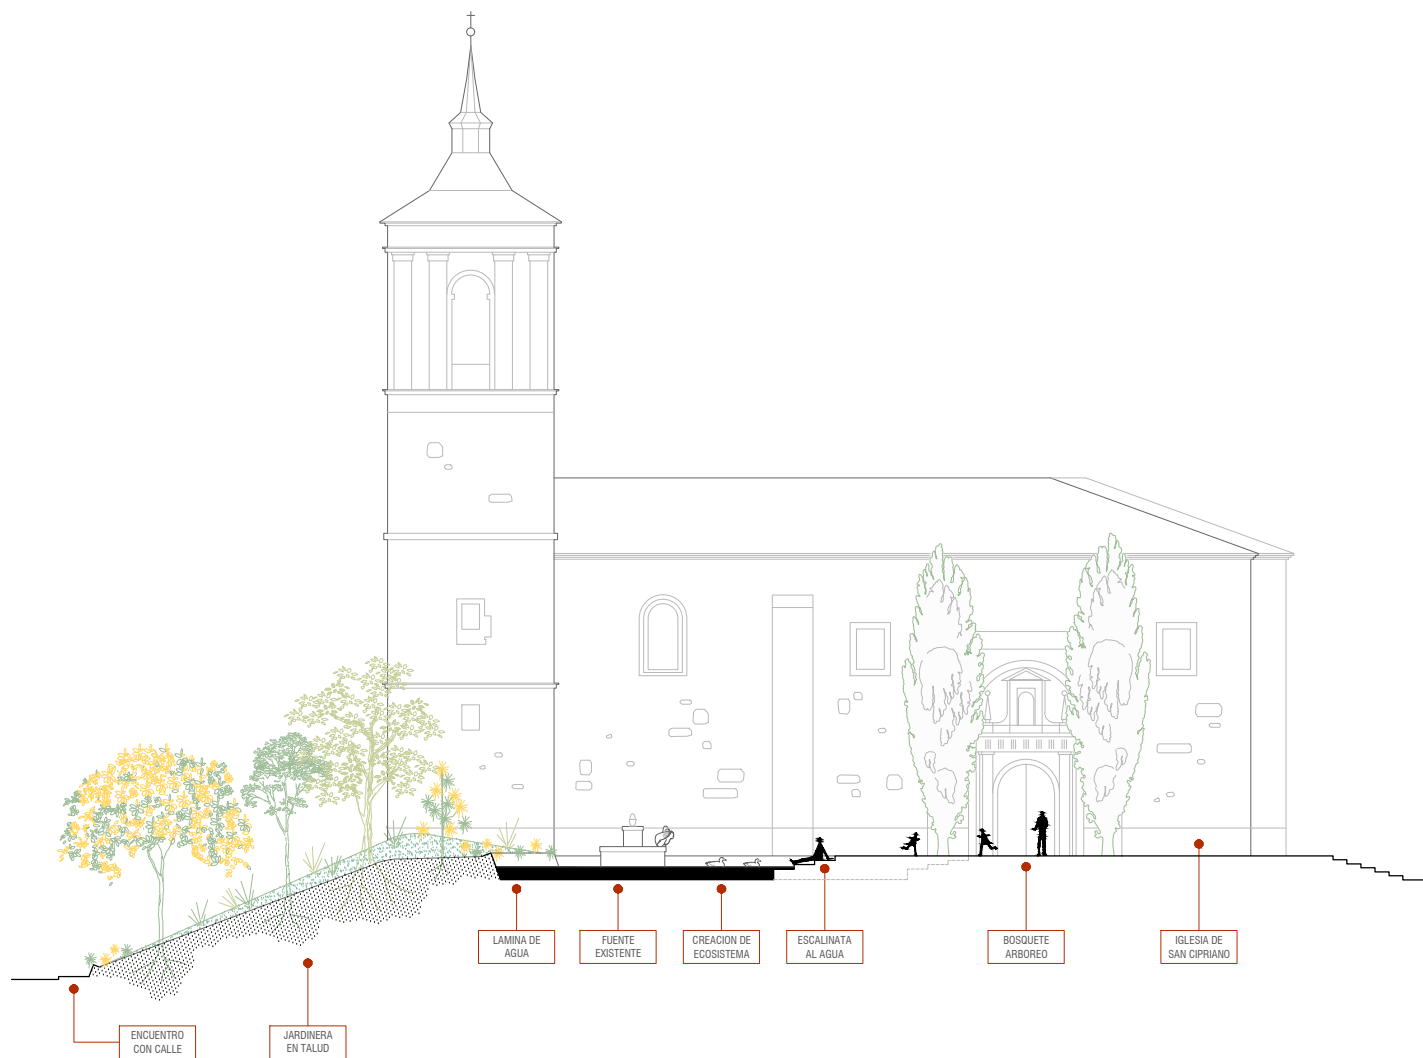 LAMINA DE
AGUA
FUENTE
EXISTENTE
CREACION DE
ECOSISTEMA
ESCALINATA
AL AGUA
BOSQUETE
ARBOREO
IGLESIA DE
SAN CIPRIANO
ENCUENTRO
CON CALLE
JARDINERA
EN TALUD